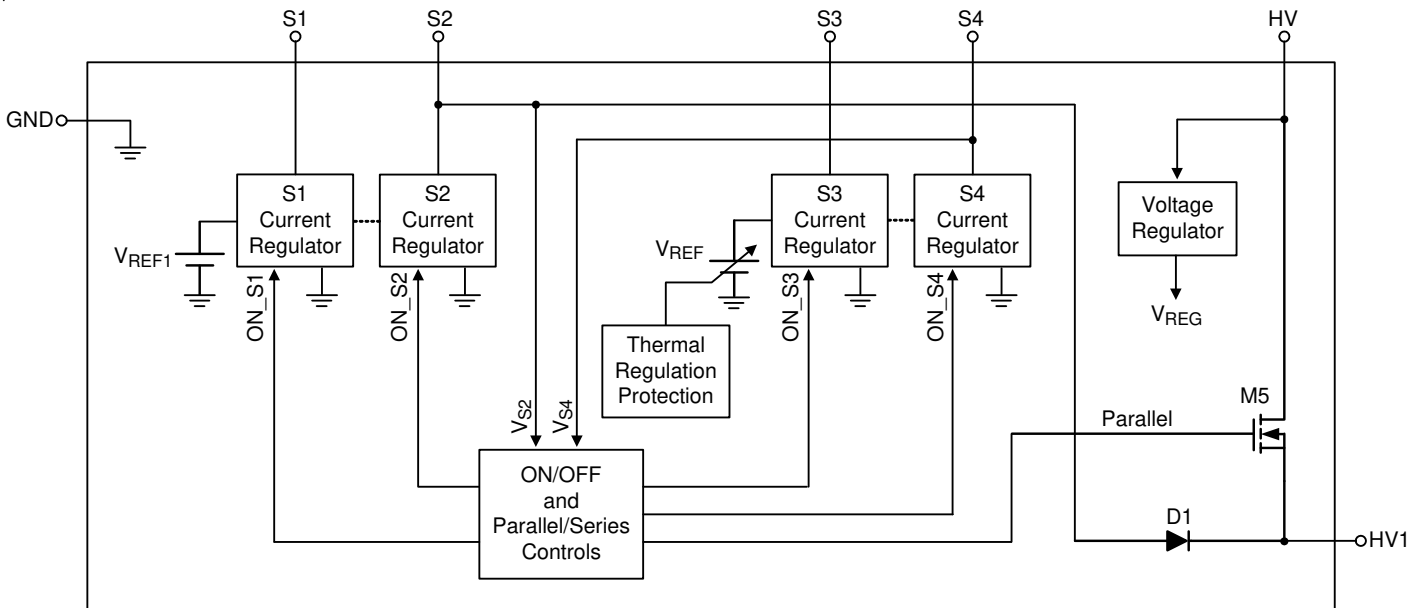 S1
S2
S3
S4
HV
GND
S1
Current
Regulator
S2
Current
Regulator
S3
Current
Regulator
S4
Current
Regulator
Voltage
Regulator
VREF1
VREF
ON_S1
ON_S2
ON_S3
ON_S4
VREG
Thermal
Regulation
Protection
VS2
VS4
M5
Parallel
ON/OFF
and
Parallel/Series
Controls
D1
HV1